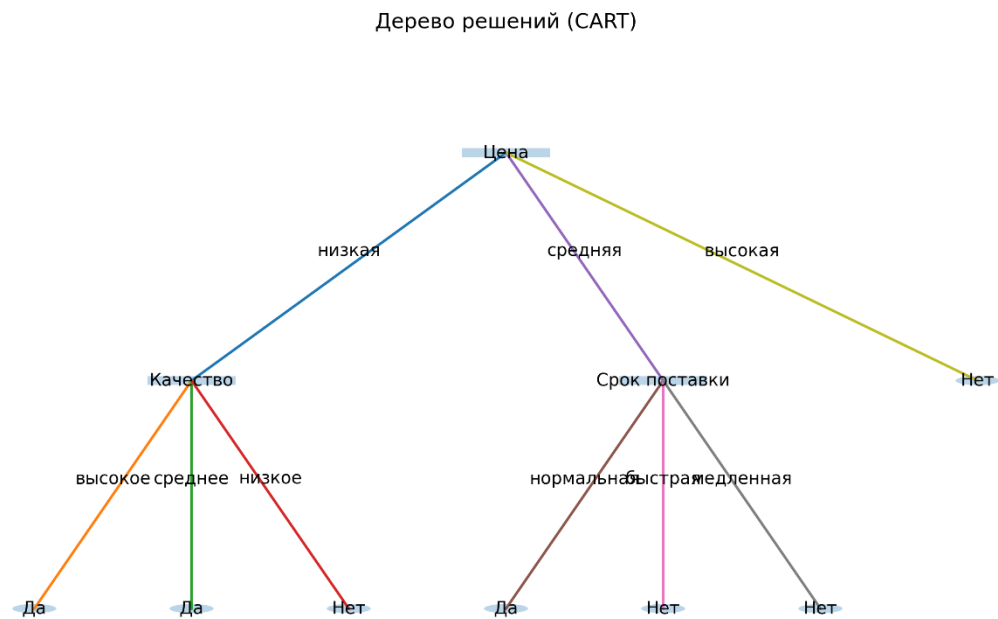 Дерево решений (CART)
Цена
низкая
средняя
высокая
Качество
Срок поставки
Нет
высокое
среднее
низкое
нормальная
быстрая
медленная
Да
Да
Нет
Да
Нет
Нет